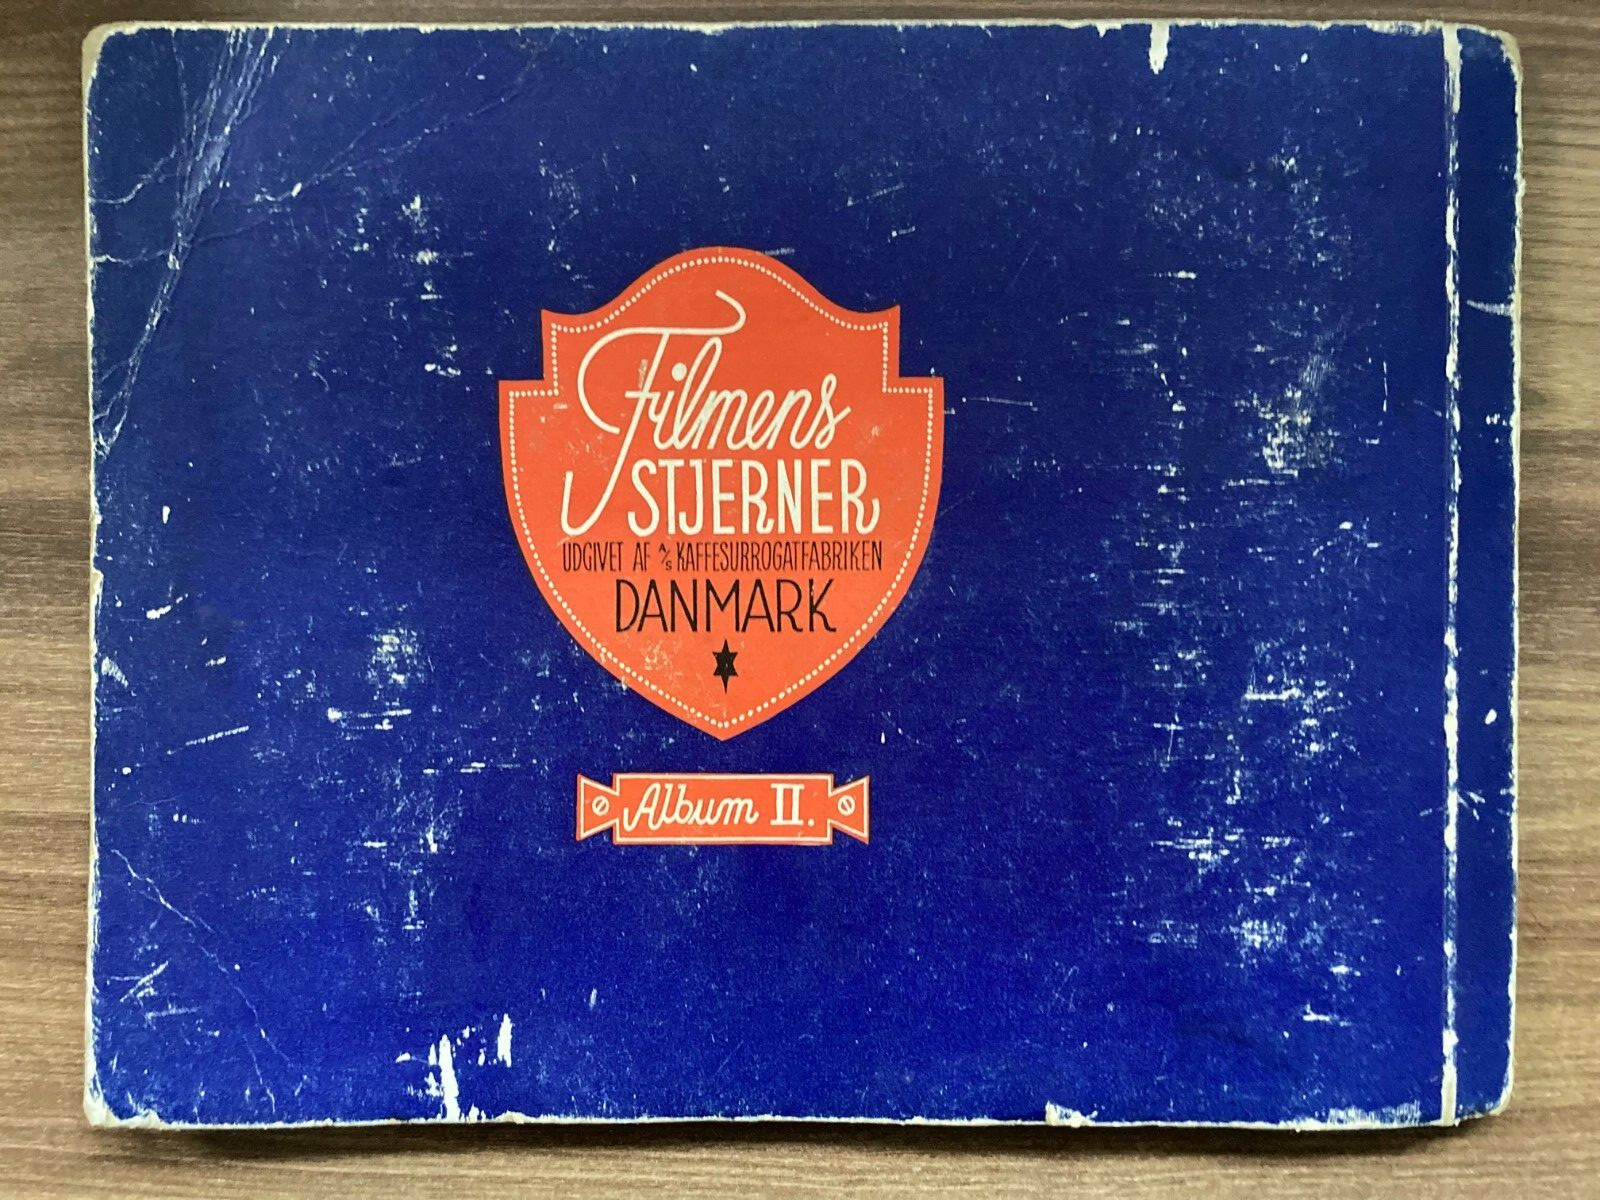 Filmens
STJERNER
UDGIVET AF A/S KAFFESURROGATFABRIKEN
DANMARK
Album II.